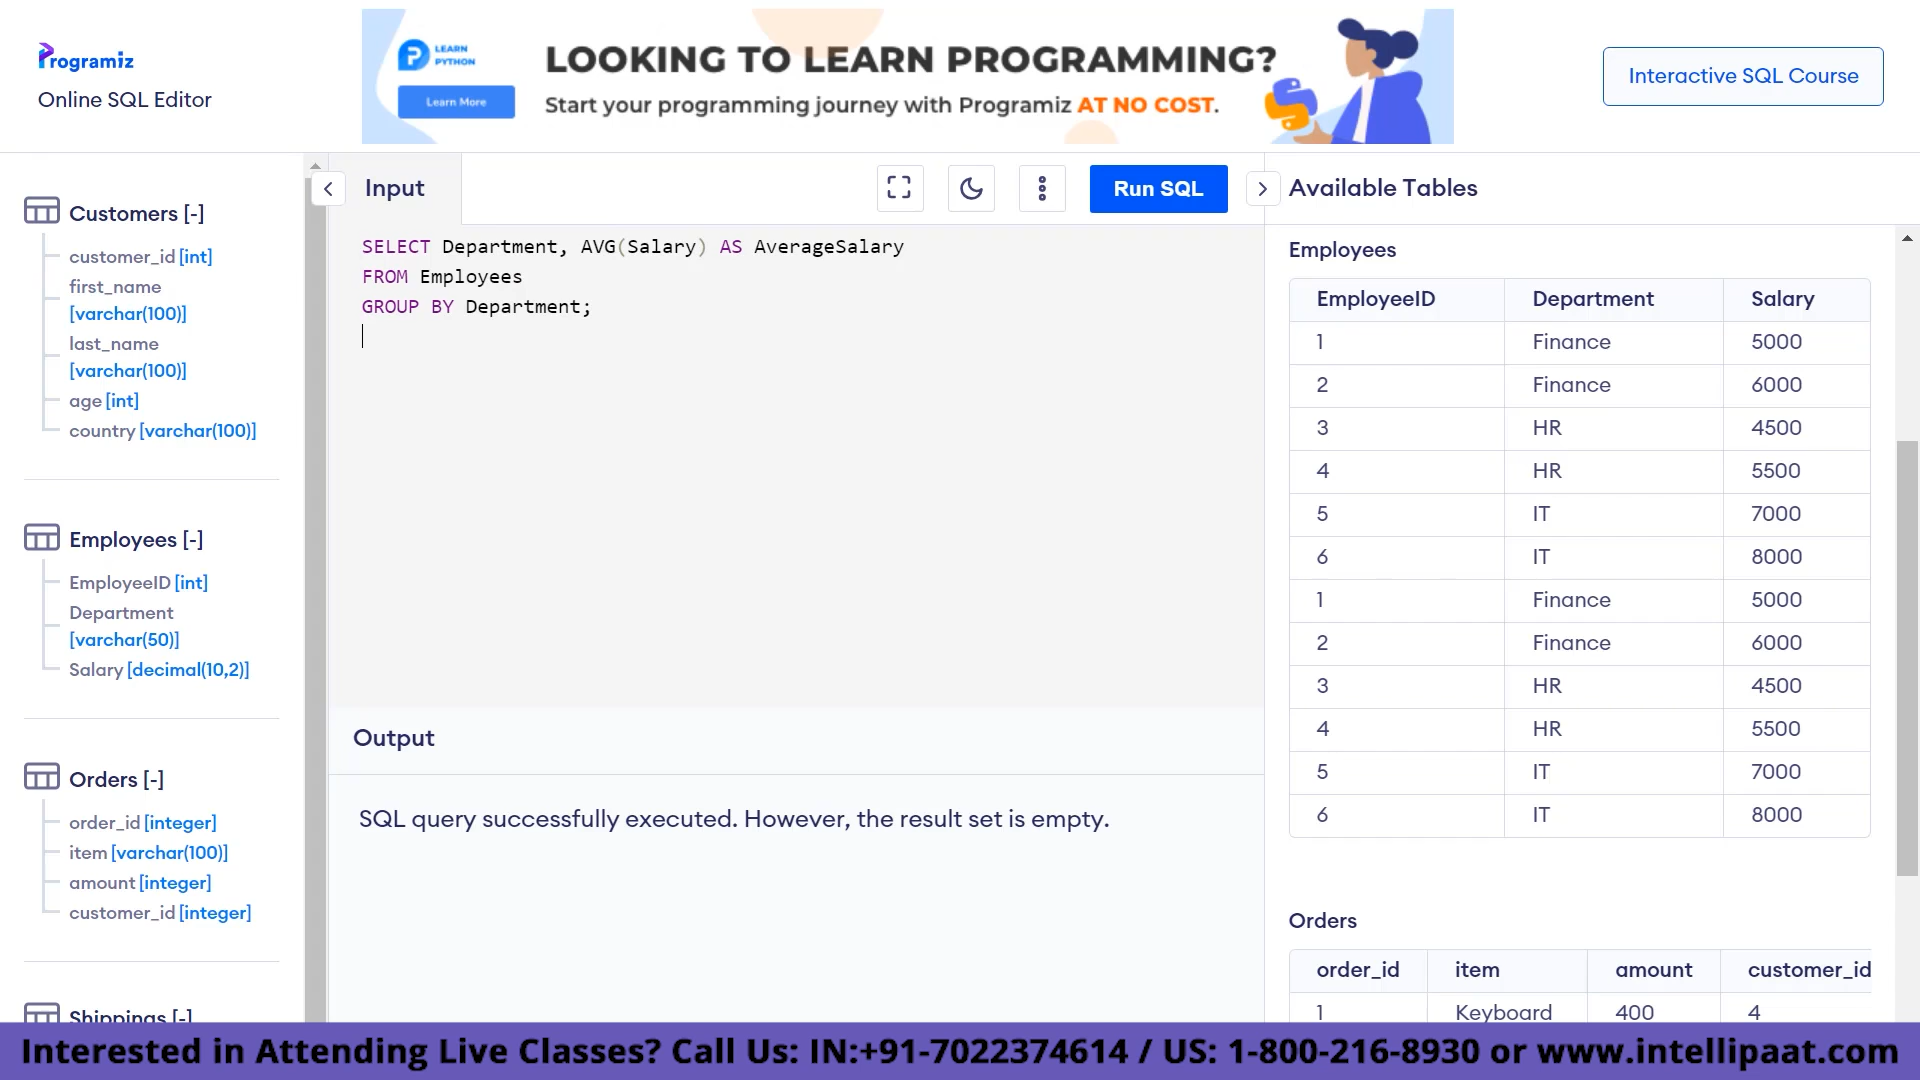 Programiz
Online SQL Editor
LEARN
PYTHON
Learn More
LOOKING TO LEARN PROGRAMMING?
Start your programming journey with Programiz AT NO COST.
Interactive SQL Course
Customers [-]
customer_id [int]
first_name
[varchar(100)]
last_name
[varchar(100)]
age [int]
country [varchar(100)]
Employees [-]
EmployeeID [int]
Department
[varchar(50)]
Salary [decimal(10,2)]
Orders [-]
order_id [integer]
item [varchar(100)]
amount [integer]
customer_id [integer]
Shippings [-]
Input
Run SQL
SELECT Department, AVG(Salary) AS AverageSalary
FROM Employees
GROUP BY Department;
Output
SQL query successfully executed. However, the result set is empty.
Available Tables
Employees
EmployeeID Department Salary
1 Finance 5000
2 Finance 6000
3 HR 4500
4 HR 5500
5 IT 7000
6 IT 8000
1 Finance 5000
2 Finance 6000
3 HR 4500
4 HR 5500
5 IT 7000
6 IT 8000
Orders
order_id item amount customer_id
1 Keyboard 400 4
Interested in Attending Live Classes? Call Us: IN:+91-7022374614 / US: 1-800-216-8930 or www.intellipaat.com